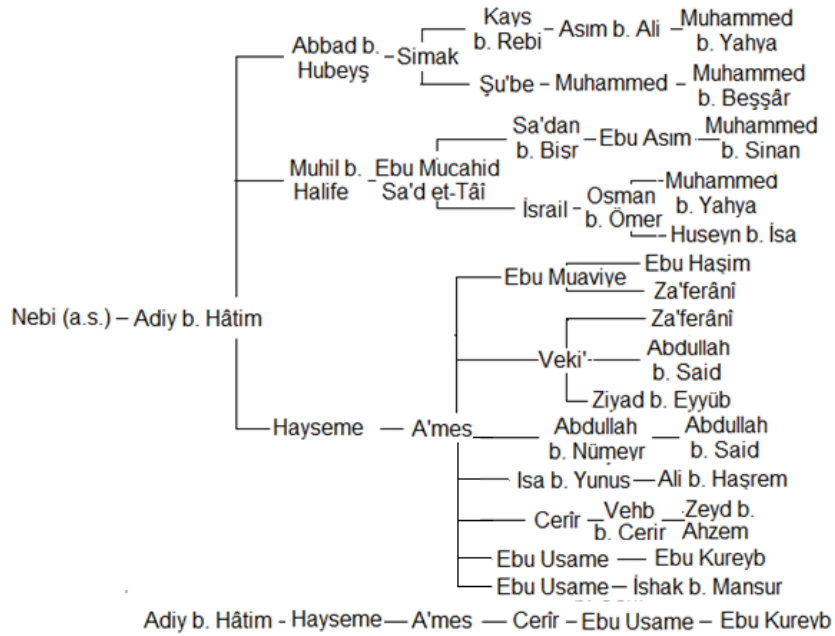 Kays
b. Rebi – Asım b. Ali – Muhammed
b. Yahya
Abbad b.
Hubeyş – Simak
Şu'be – Muhammed – Muhammed
b. Beşşâr
Sa'dan
b. Bisr – Ebu Asım – Muhammed
b. Sinan
Muhil b.
Halife – Ebu Mucahid
Sa'd et-Tâî
İsrail – Osman
b. Ömer
Muhammed
b. Yahya
Huseyn b. İsa
Nebi (a.s.) – Adiy b. Hâtim
Ebu Muaviye
Ebu Haşim
Za'ferânî
Za'ferânî
Veki' – Abdullah
b. Said
Ziyad b. Eyyüb
Hayseme – A'mes
Abdullah
b. Nümeyr – Abdullah
b. Said
Isa b. Yunus – Ali b. Haşrem
Cerîr – Vehb
b. Cerir – Zeyd b.
Ahzem
Ebu Usame – Ebu Kureyb
Ebu Usame – İshak b. Mansur
Adiy b. Hâtim - Hayseme – A'mes – Cerîr – Ebu Usame – Ebu Kureyb